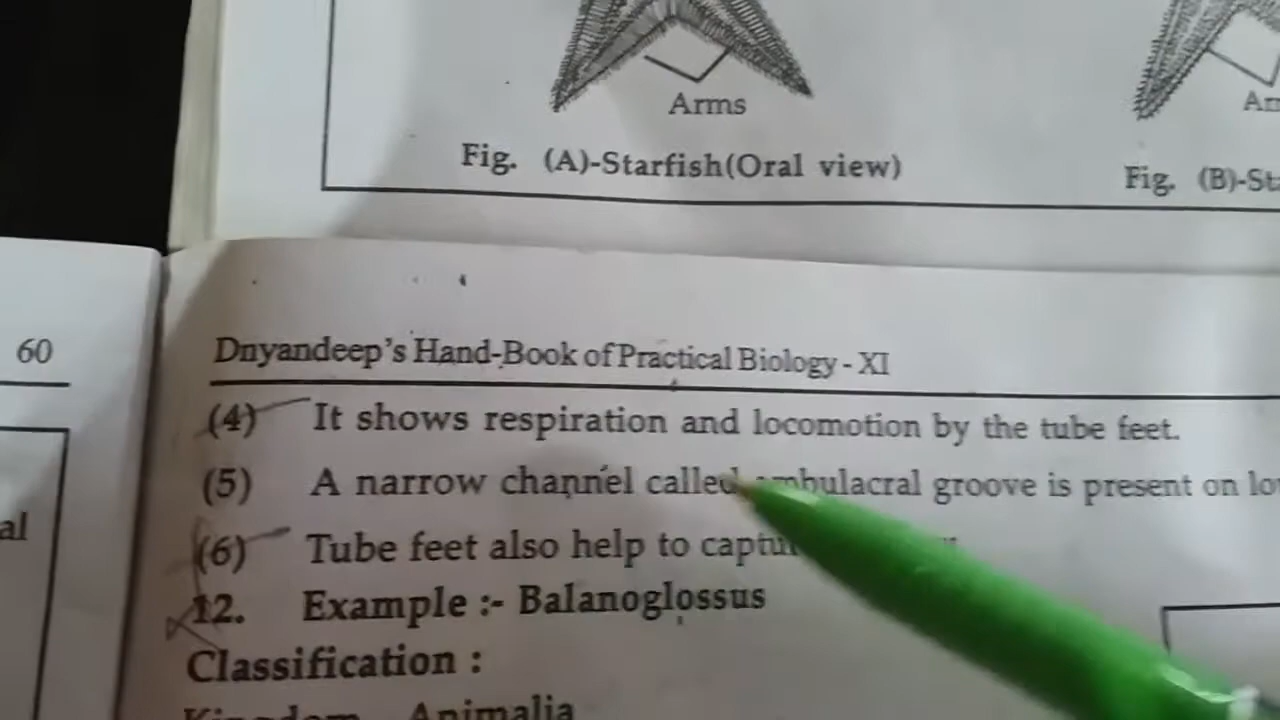 Arms
Ar
Fig. (A)-Starfish(Oral view)
Fig. (B)-St
60
al
Dnyandeep's Hand-Book of Practical Biology - XI
(4) It shows respiration and locomotion by the tube feet.
(5) A narrow channel called ambulacral groove is present on lo
(6) Tube feet also help to captu
12. Example :- Balanoglossus
Classification :
Kingdom Animalia